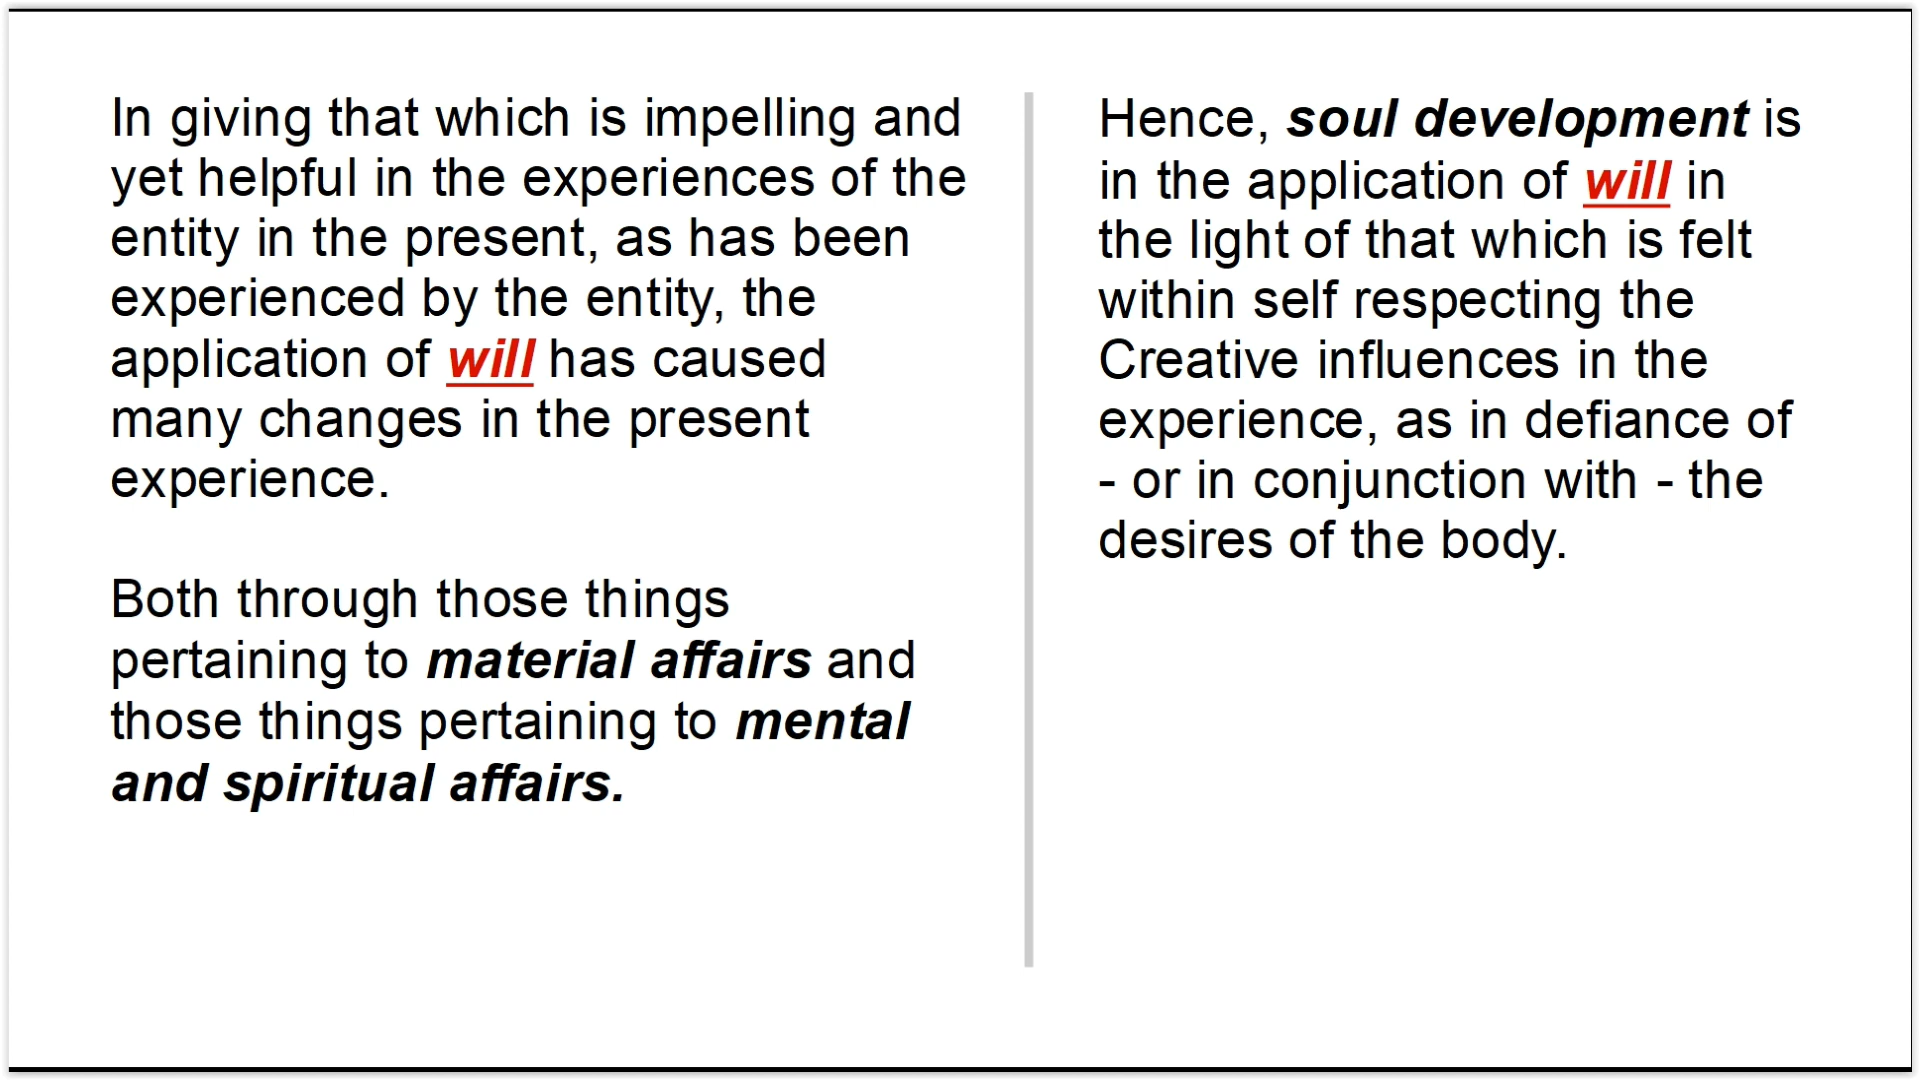 In giving that which is impelling and
yet helpful in the experiences of the
entity in the present, as has been
experienced by the entity, the
application of will has caused
many changes in the present
experience.
Both through those things
pertaining to material affairs and
those things pertaining to mental
and spiritual affairs.
Hence, soul development is
in the application of will in
the light of that which is felt
within self respecting the
Creative influences in the
experience, as in defiance of
- or in conjunction with - the
desires of the body.